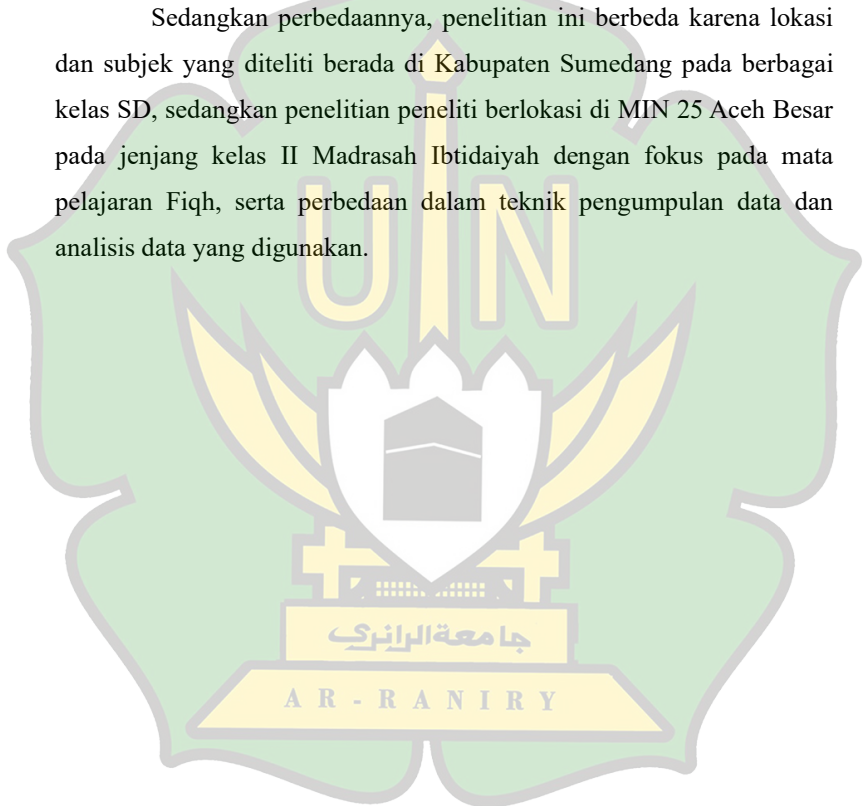 Sedangkan perbedaannya, penelitian ini berbeda karena lokasi
dan subjek yang diteliti berada di Kabupaten Sumedang pada berbagai
kelas SD, sedangkan penelitian peneliti berlokasi di MIN 25 Aceh Besar
pada jenjang kelas II Madrasah Ibtidaiyah dengan fokus pada mata
pelajaran Fiqh, serta perbedaan dalam teknik pengumpulan data dan
analisis data yang digunakan.
UIN
جامعة الرانري
AR-RANIRY